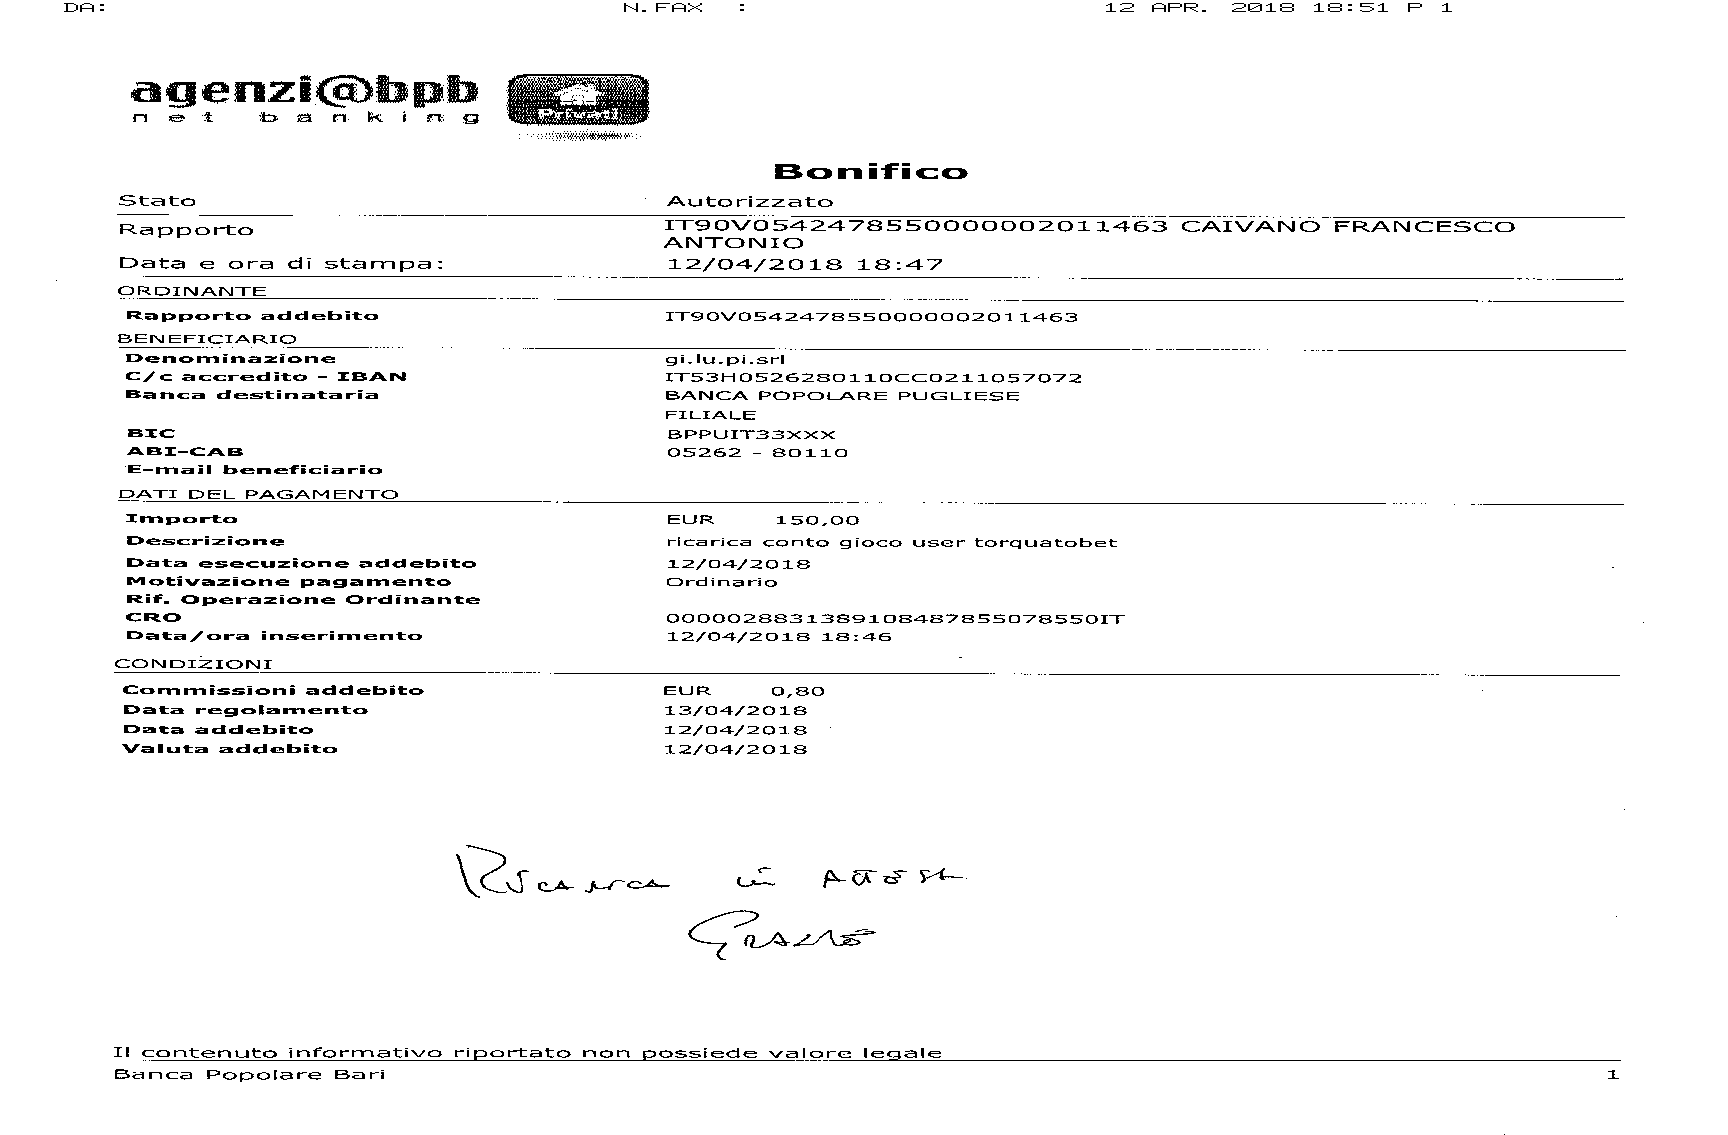 DA: N.FAX : 12 APR. 2018 18:51 P 1
agenzi@bpb
net banking
Privati
Bonifico
Stato Autorizzato
Rapporto IT90V0542478550000002011463 CAIVANO FRANCESCO
ANTONIO
Data e ora di stampa: 12/04/2018 18:47
ORDINANTE
Rapporto addebito IT90V0542478550000002011463
BENEFICIARIO
Denominazione gi.lu.pi.srl
C/c accredito - IBAN IT53H0526280110CC0211057072
Banca destinataria BANCA POPOLARE PUGLIESE
FILIALE
BIC BPPUIT33XXX
ABI-CAB 05262 - 80110
E-mail beneficiario
DATI DEL PAGAMENTO
Importo EUR 150,00
Descrizione ricarica conto gioco user torquatobet
Data esecuzione addebito 12/04/2018
Motivazione pagamento Ordinario
Rif. Operazione Ordinante
CRO 0000028831389108487855078550IT
Data/ora inserimento 12/04/2018 18:46
CONDIZIONI
Commissioni addebito EUR 0,80
Data regolamento 13/04/2018
Data addebito 12/04/2018
Valuta addebito 12/04/2018
Ricarica in attesa
Grazie
Il contenuto informativo riportato non possiede valore legale
Banca Popolare Bari 1